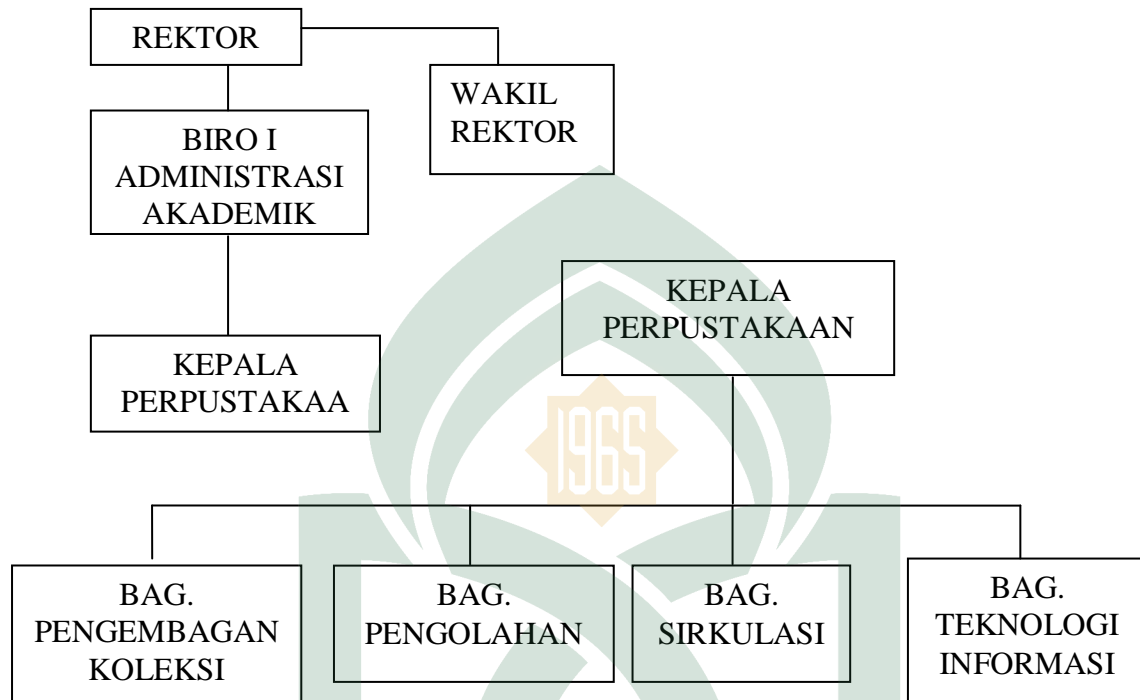 REKTOR
WAKIL
REKTOR
BIRO I
ADMINISTRASI
AKADEMIK
KEPALA
PERPUSTAKAAN
KEPALA
PERPUSTAKAA
1965
BAG.
PENGEMBAGAN
KOLEKSI
BAG.
PENGOLAHAN
BAG.
SIRKULASI
BAG.
TEKNOLOGI
INFORMASI